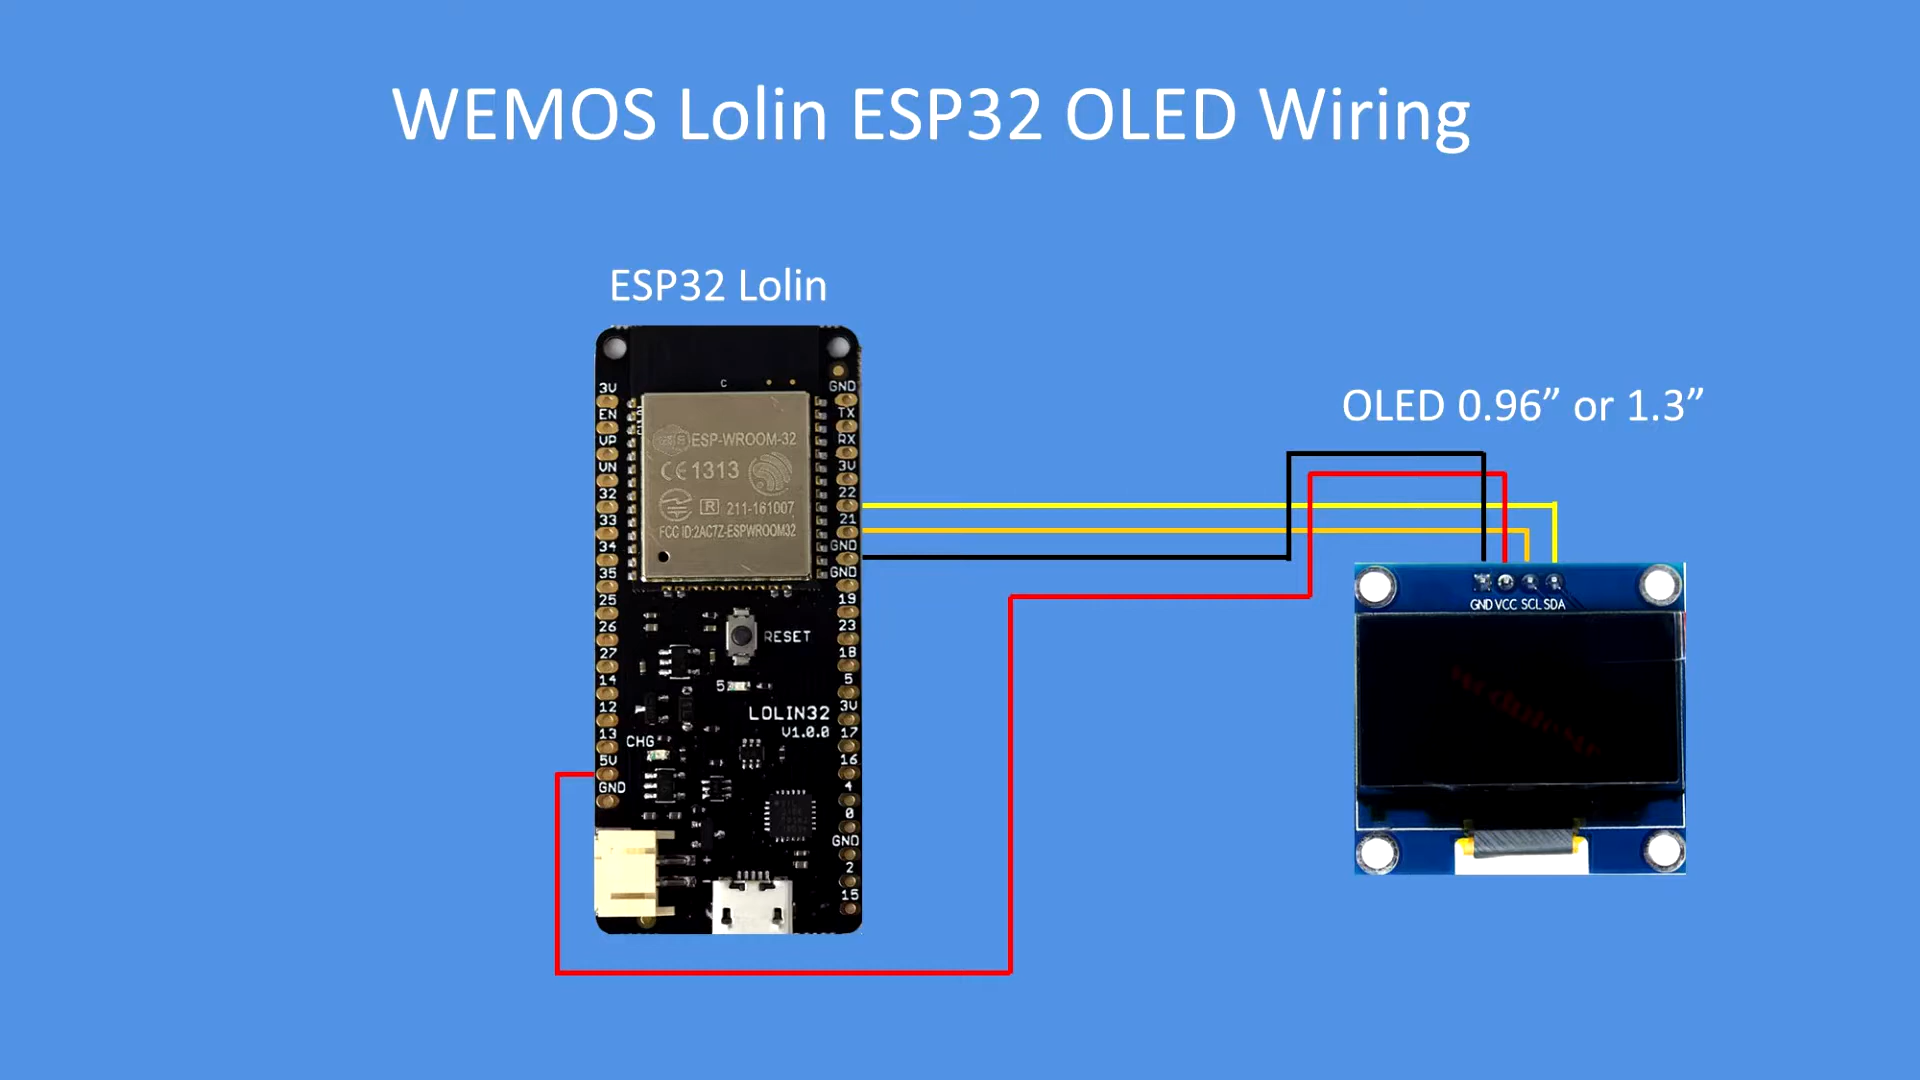 WEMOS Lolin ESP32 OLED Wiring
ESP32 Lolin
OLED 0.96” or 1.3”
C
3V
EN
VP
VN
32
33
34
35
25
26
27
14
12
13
5V
GND
ESP-WROOM-32
CE1313
R 211-161007
FCC ID:2AC7Z-ESPWROOM32
RESET
5
LOLIN32
V1.0.0
CHG
GND
TX
RX
3V
22
21
GND
GND
19
23
18
5
3V
17
16
4
0
GND
2
15
GND VCC SCL SDA